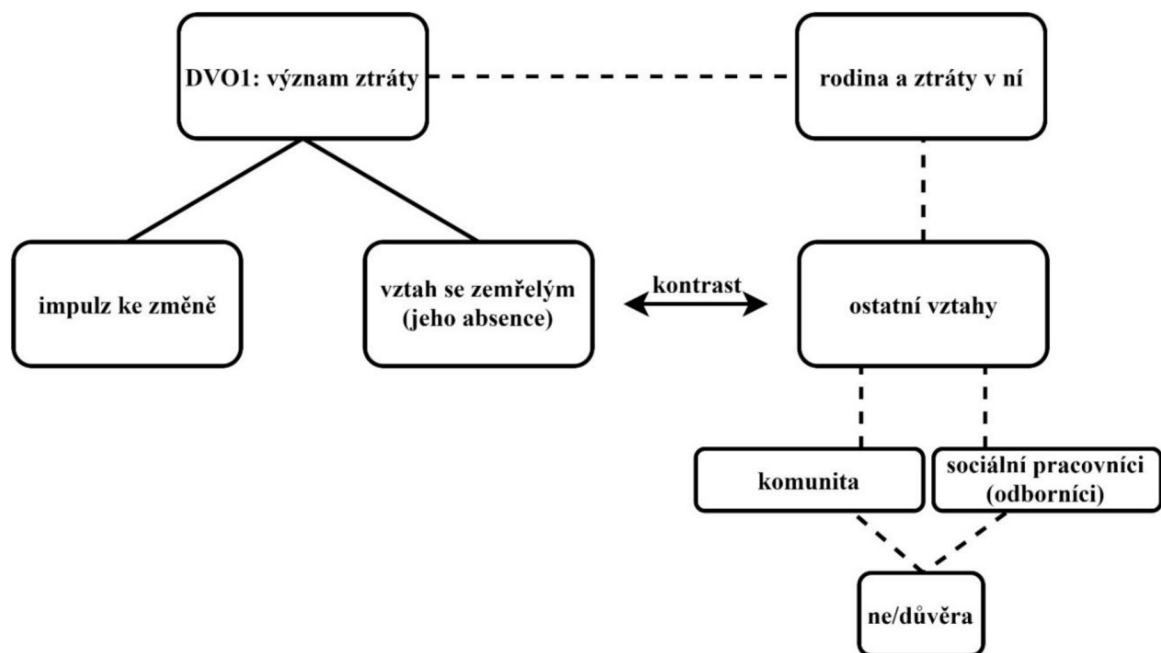 DVO1: význam ztráty
rodina a ztráty v ní
impulz ke změně
vztah se zemřelým
(jeho absence)
kontrast
ostatní vztahy
komunita
sociální pracovníci
(odborníci)
ne/důvěra